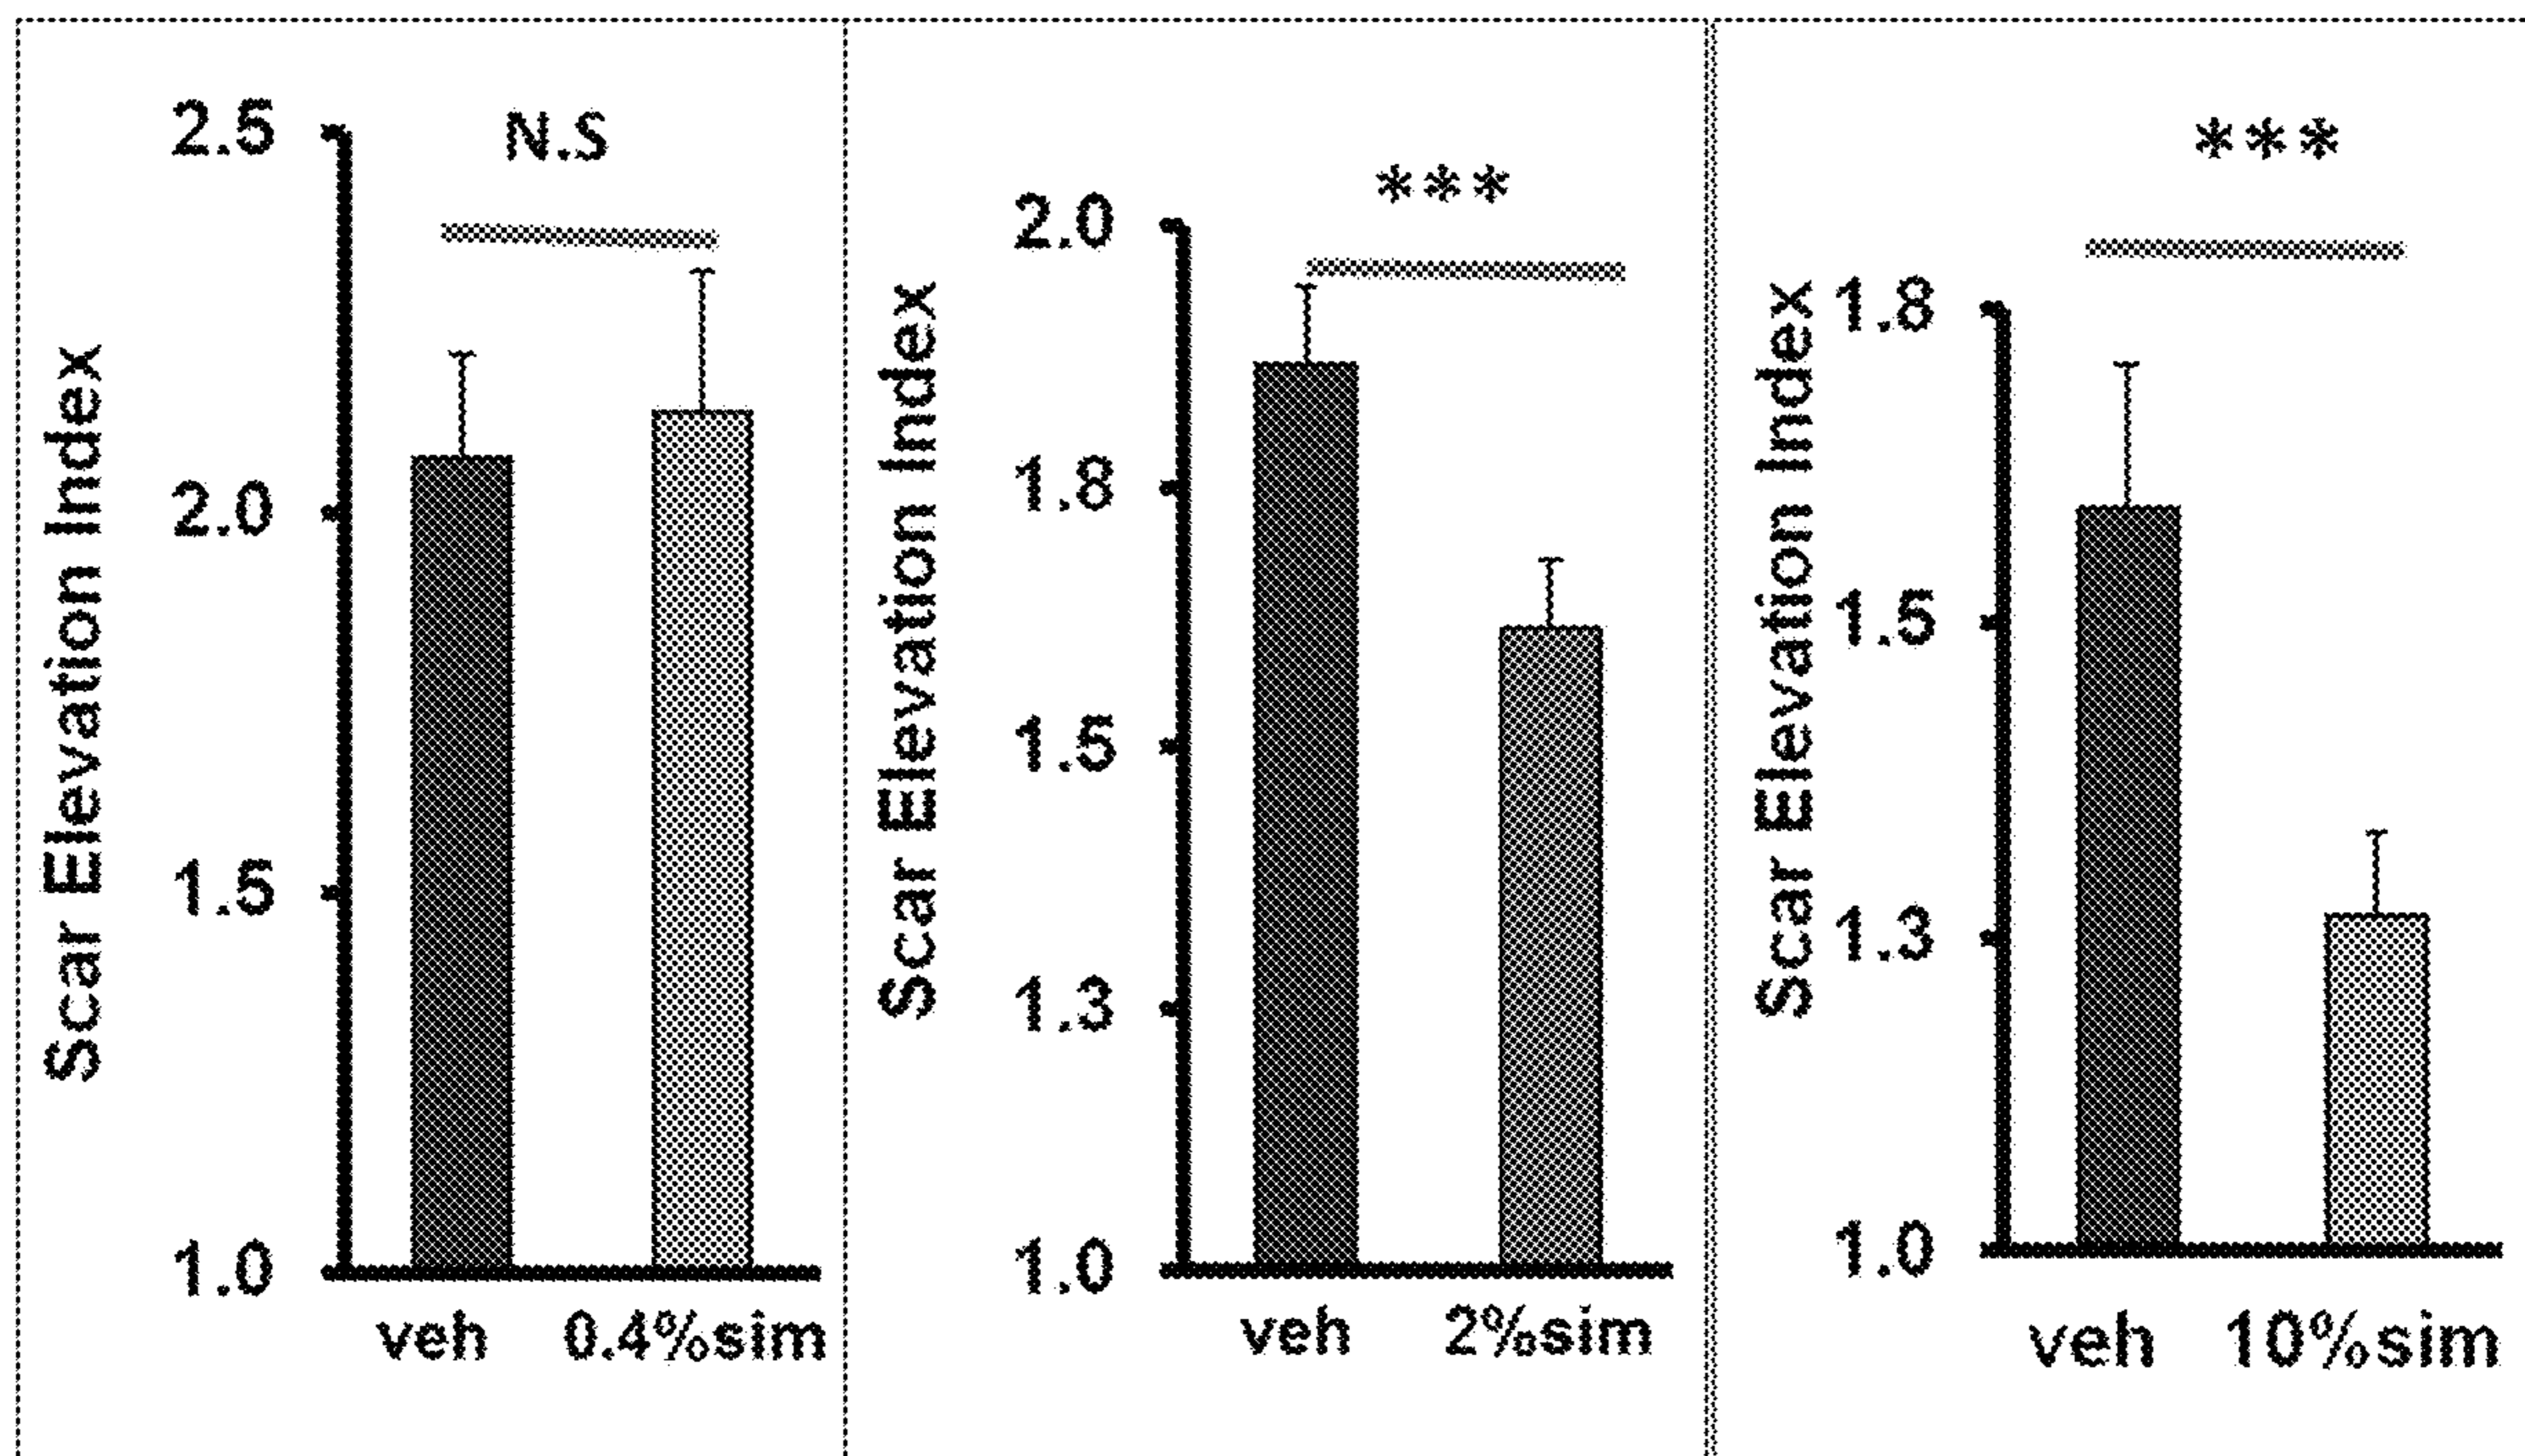 Scar Elevation Index
2.5
2.0
1.5
1.0
N.S
veh 0.4%sim
Scar Elevation Index
2.0
1.8
1.5
1.3
1.0
***
veh 2%sim
Scar Elevation Index
1.8
1.5
1.3
1.0
***
veh 10%sim